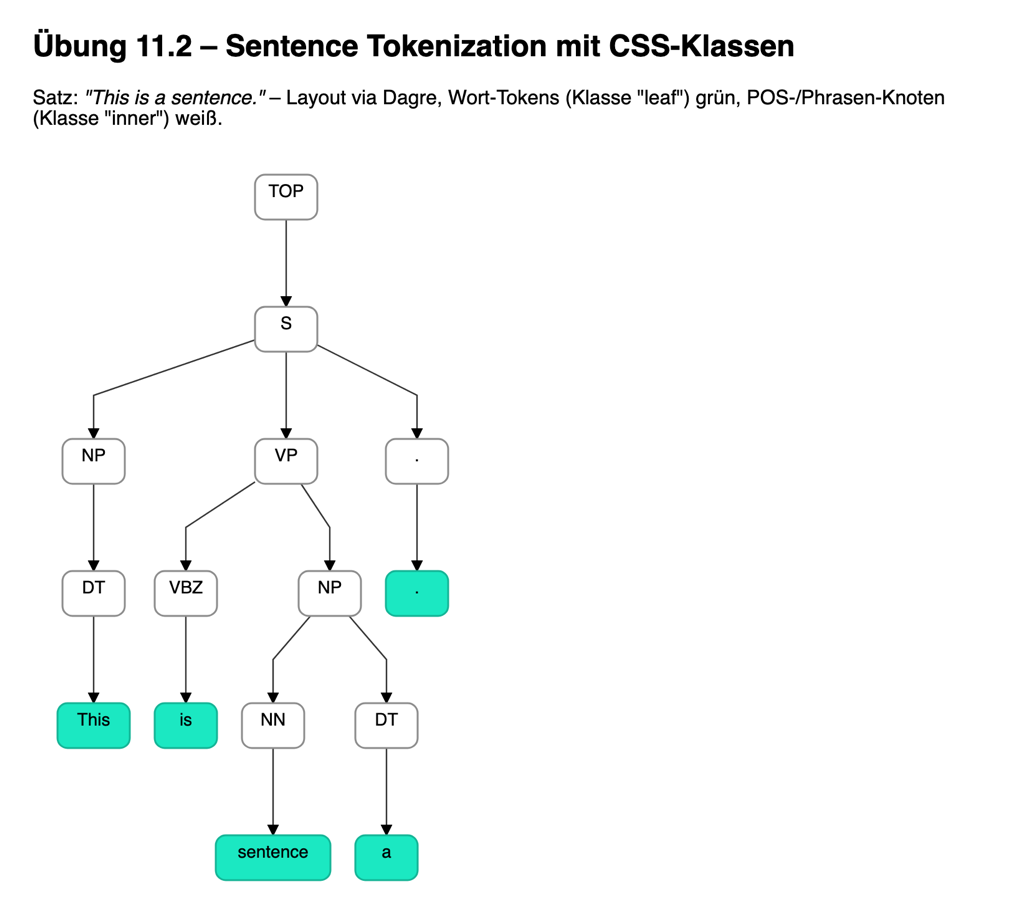 Übung 11.2 – Sentence Tokenization mit CSS-Klassen
Satz: "This is a sentence." – Layout via Dagre, Wort-Tokens (Klasse "leaf") grün, POS-/Phrasen-Knoten
(Klasse "inner") weiß.
TOP
S
NP
VP
.
DT
VBZ
NP
.
This
is
NN
DT
sentence
a